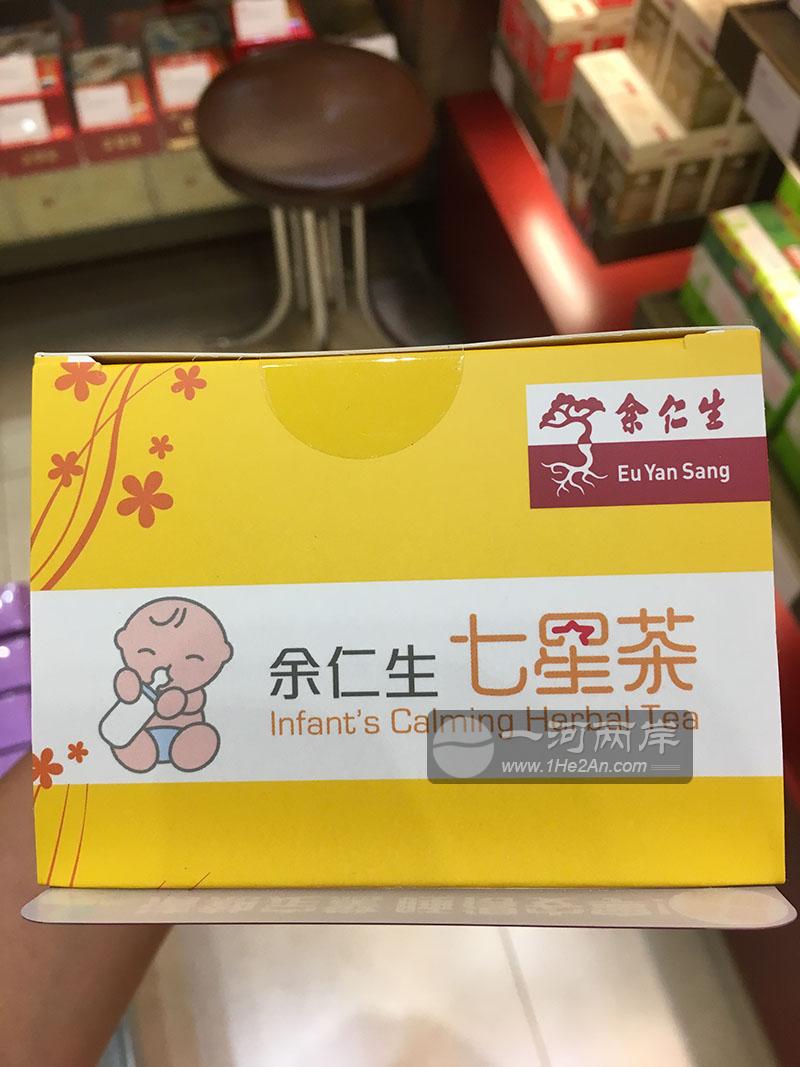 余仁生
Eu Yan Sang
余仁生 七星茶
Infant's Calming Herbal Tea
一河两岸
www.1He2An.com